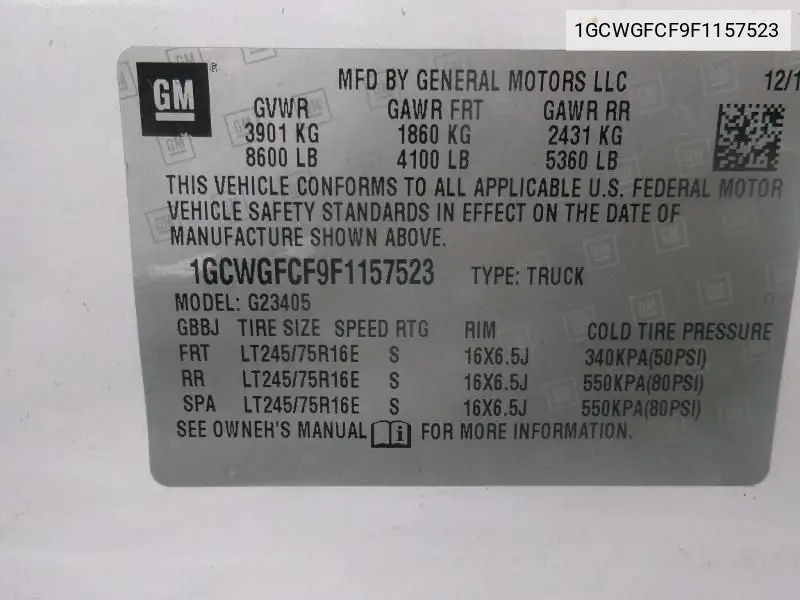 1GCWGFCF9F1157523
GM
MFD BY GENERAL MOTORS LLC 12/1
GVWR GAWR FRT GAWR RR
3901 KG 1860 KG 2431 KG
8600 LB 4100 LB 5360 LB
THIS VEHICLE CONFORMS TO ALL APPLICABLE U.S. FEDERAL MOTOR
VEHICLE SAFETY STANDARDS IN EFFECT ON THE DATE OF
MANUFACTURE SHOWN ABOVE.
1GCWGFCF9F1157523 TYPE: TRUCK
MODEL: G23405
GBBJ TIRE SIZE SPEED RTG RIM COLD TIRE PRESSURE
FRT LT245/75R16E S 16X6.5J 340KPA(50PSI)
RR LT245/75R16E S 16X6.5J 550KPA(80PSI)
SPA LT245/75R16E S 16X6.5J 550KPA(80PSI)
SEE OWNER'S MANUAL i FOR MORE INFORMATION.